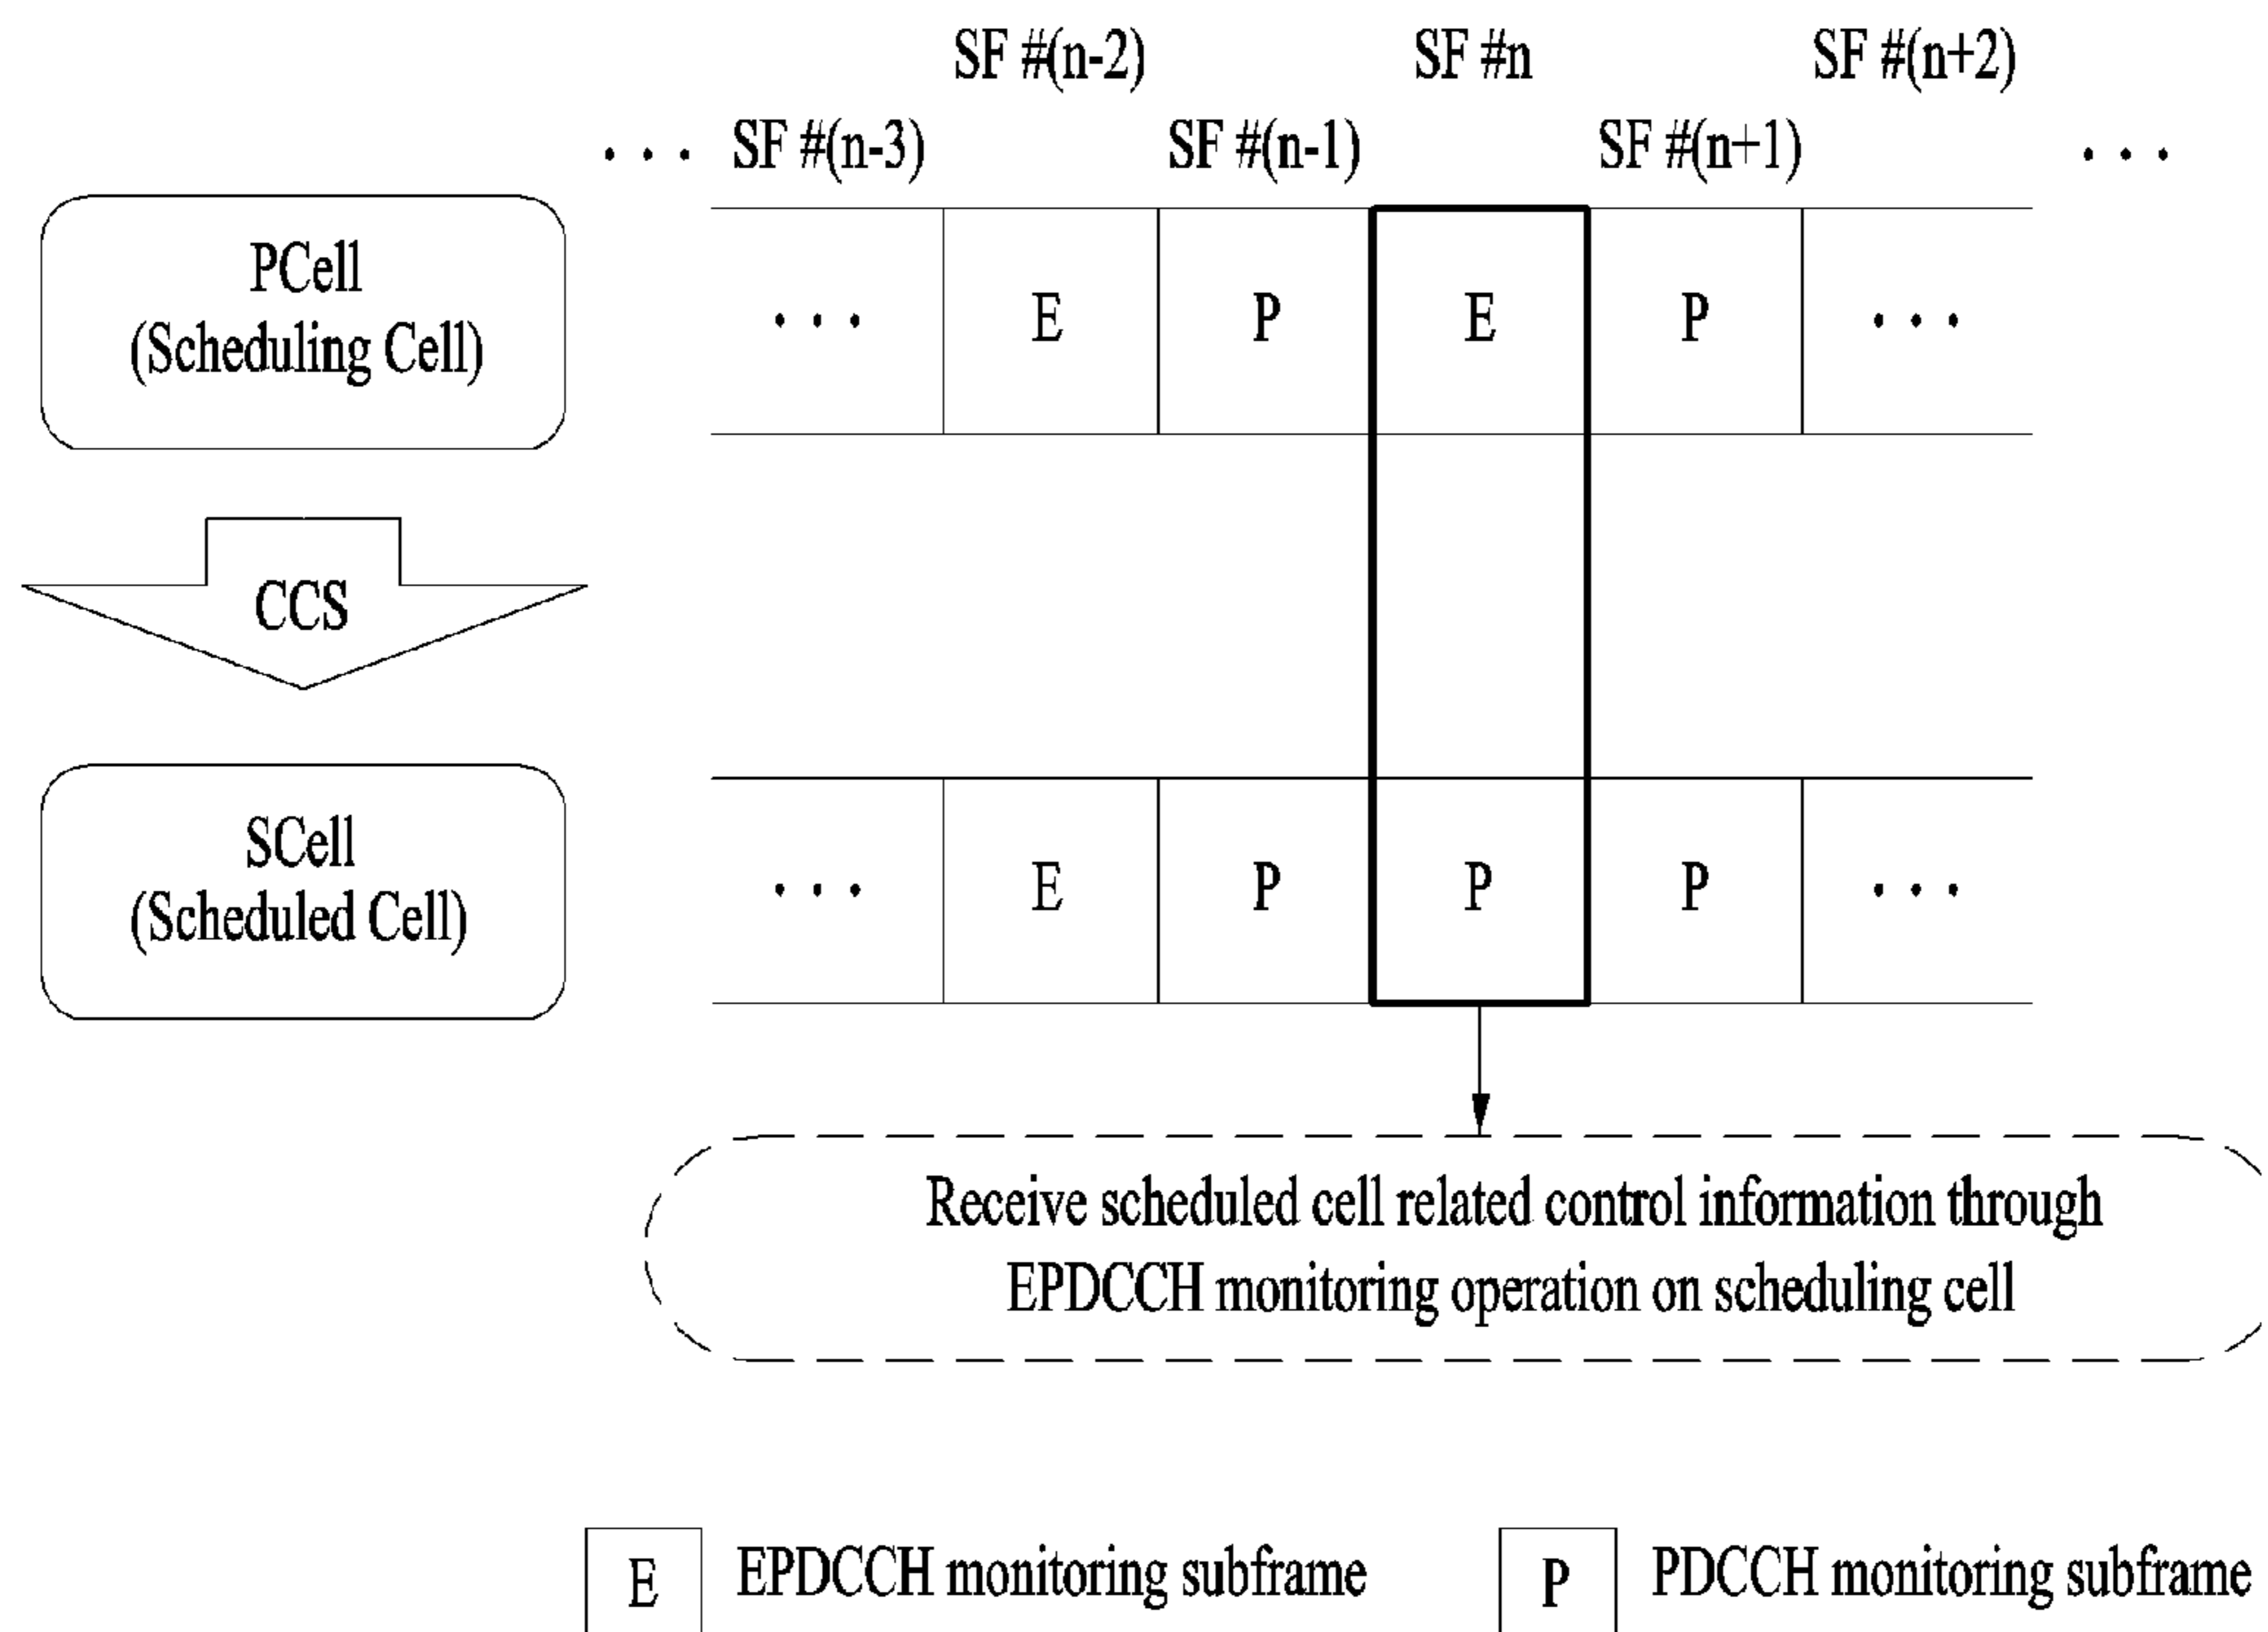 SF #(n-2) SF #n SF #(n+2)
• • • SF #(n-3) SF #(n-1) SF #(n+1) • • •
PCell
(Scheduling Cell)
• • • E P E P • • •
CCS
SCell
(Scheduled Cell)
• • • E P P P • • •
Receive scheduled cell related control information through
EPDCCH monitoring operation on scheduling cell
E EPDCCH monitoring subframe P PDCCH monitoring subframe